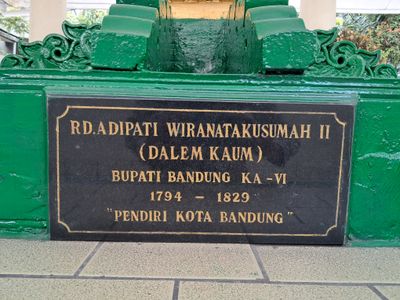 RD.ADIPATI WIRANATAKUSUMAH II
(DALEM KAUM)
BUPATI BANDUNG KA-VI
1794 - 1829
"PENDIRI KOTA BANDUNG"